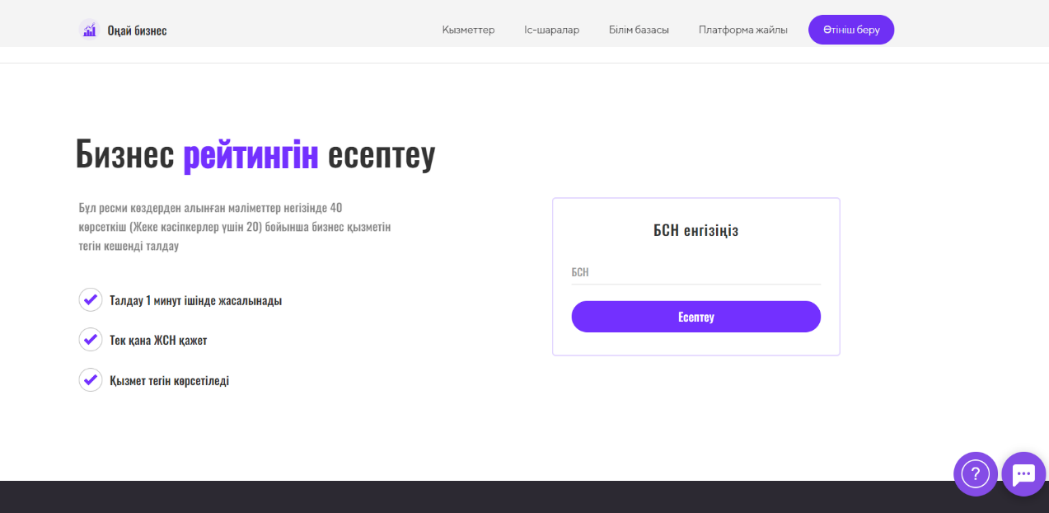 Оңай бизнес
Қызметтер
Іс-шаралар
Білім базасы
Платформа жайлы
Өтініш беру
Бизнес рейтингін есептеу
Бұл ресми көздерден алынған мәліметтер негізінде 40
көрсеткіш (Жеке кәсіпкерлер үшін 20) бойынша бизнес қызметін
тегін кешенді талдау
Талдау 1 минут ішінде жасалынады
Тек қана ЖСН қажет
Қызмет тегін көрсетіледі
БСН енгізіңіз
БСН
Есептеу
?